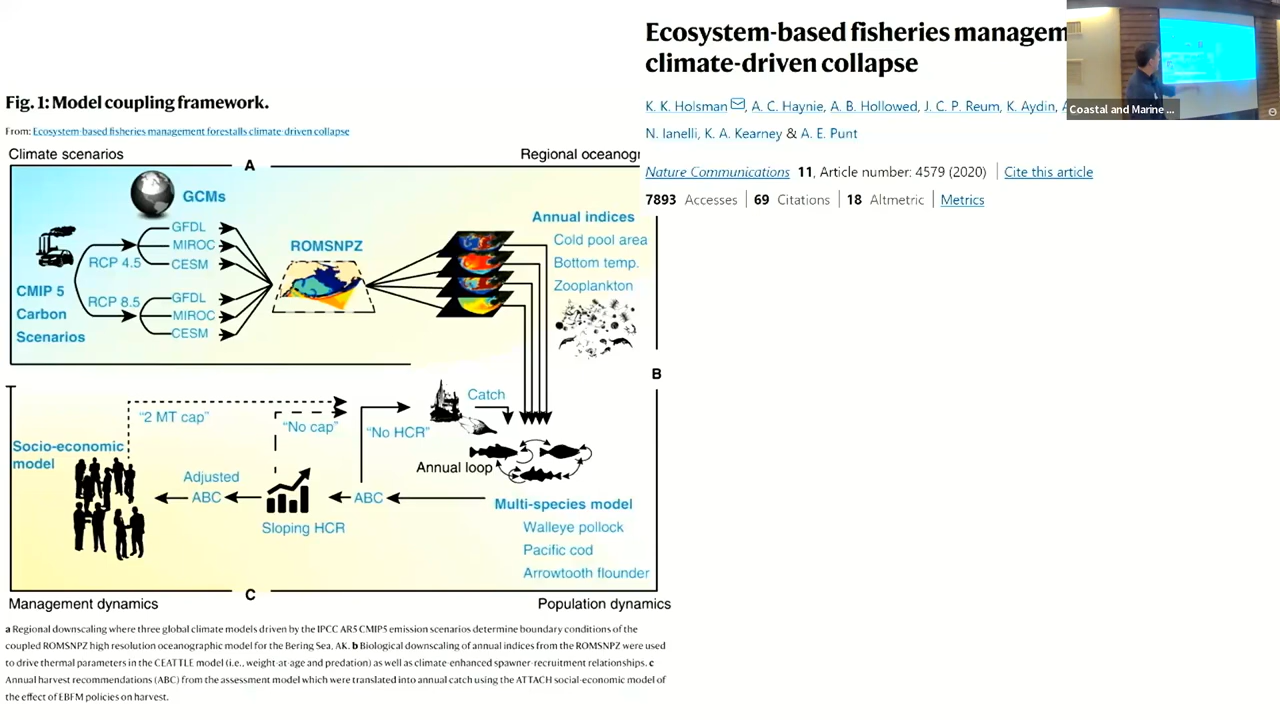 Ecosystem-based fisheries managem
climate-driven collapse
K. K. Holsman, A. C. Haynie, A. B. Hollowed, J. C. P. Reum, K. Aydin,
N. Ianelli, K. A. Kearney & A. E. Punt
Nature Communications 11, Article number: 4579 (2020) | Cite this article
7893 Accesses | 69 Citations | 18 Altmetric | Metrics
Coastal and Marine ...
Fig. 1: Model coupling framework.
From: Ecosystem-based fisheries management forestalls climate-driven collapse
Climate scenarios
A
Regional oceanogr
GCMs
GFDL
MIROC
CESM
RCP 4.5
CMIP 5
Carbon
Scenarios
RCP 8.5
GFDL
MIROC
CESM
ROMSNPZ
Annual indices
Cold pool area
Bottom temp.
Zooplankton
B
"2 MT cap"
"No cap"
"No HCR"
Catch
Socio-economic
model
Annual loop
Adjusted
ABC
Sloping HCR
ABC
Multi-species model
Walleye pollock
Pacific cod
Arrowtooth flounder
C
Management dynamics
Population dynamics
a Regional downscaling where three global climate models driven by the IPCC AR5 CMIP5 emission scenarios determine boundary conditions of the
coupled ROMSNPZ high resolution oceanographic model for the Bering Sea, AK. b Biological downscaling of annual indices from the ROMSNPZ were used
to drive thermal parameters in the CEATTLE model (i.e., weight-at-age and predation) as well as climate-enhanced spawner-recruitment relationships. c
Annual harvest recommendations (ABC) from the assessment model which were translated into annual catch using the ATTACH social-economic model of
the effect of EBFM policies on harvest.